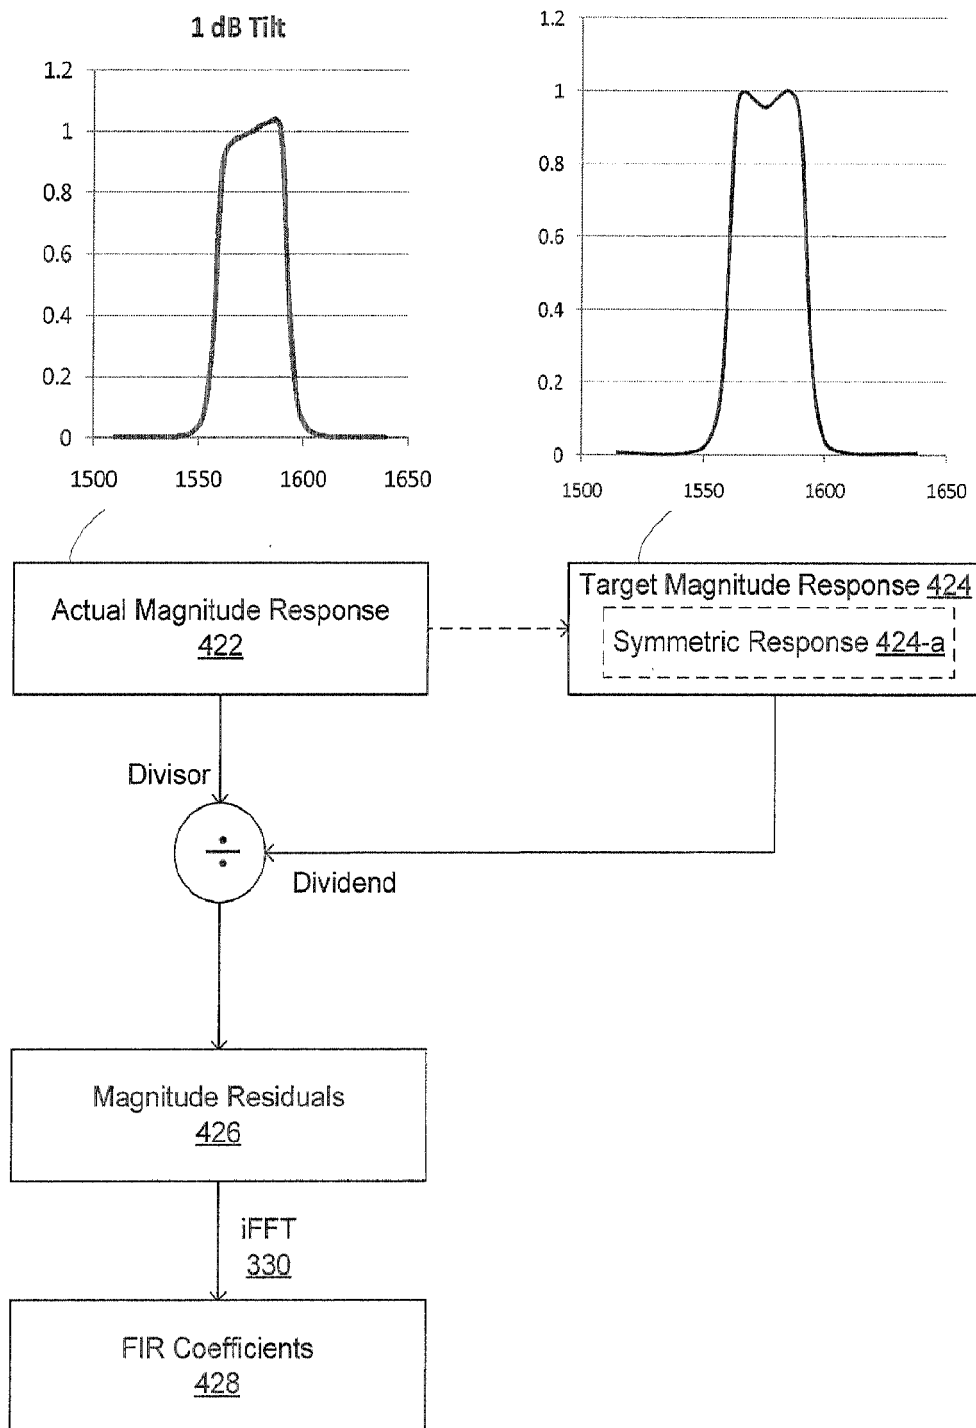 1 dB Tilt
1.2
1
0.8
0.6
0.4
0.2
0
1500 1550 1600 1650
1.2
1
0.8
0.6
0.4
0.2
0
1500 1550 1600 1650
Actual Magnitude Response
422
Target Magnitude Response 424
Symmetric Response 424-a
Divisor
÷
Dividend
Magnitude Residuals
426
iFFT
330
FIR Coefficients
428